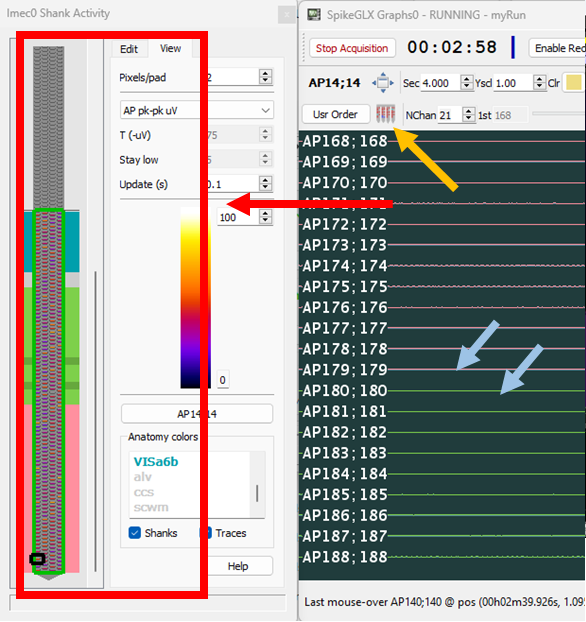 Imec0 Shank Activity
x
Edit
View
Pixels/pad
2
AP pk-pk uV
T (-uV)
75
Stay low
5
Update (s)
0.1
100
0
AP14;14
Anatomy colors
VISa6b
alv
ccs
scwm
Shanks
Traces
Help
SpikeGLX Graphs0 - RUNNING - myRun
Stop Acquisition
00:02:58
Enable Rec
AP14;14
Sec 4.000
Yscl 1.00
Clr
Usr Order
NChan 21
1st 168
AP168;168
AP169;169
AP170;170
AP171;171
AP172;172
AP173;173
AP174;174
AP175;175
AP176;176
AP177;177
AP178;178
AP179;179
AP180;180
AP181;181
AP182;182
AP183;183
AP184;184
AP185;185
AP186;186
AP187;187
AP188;188
Last mouse-over AP140;140 @ pos (00h02m39.926s, 1.095